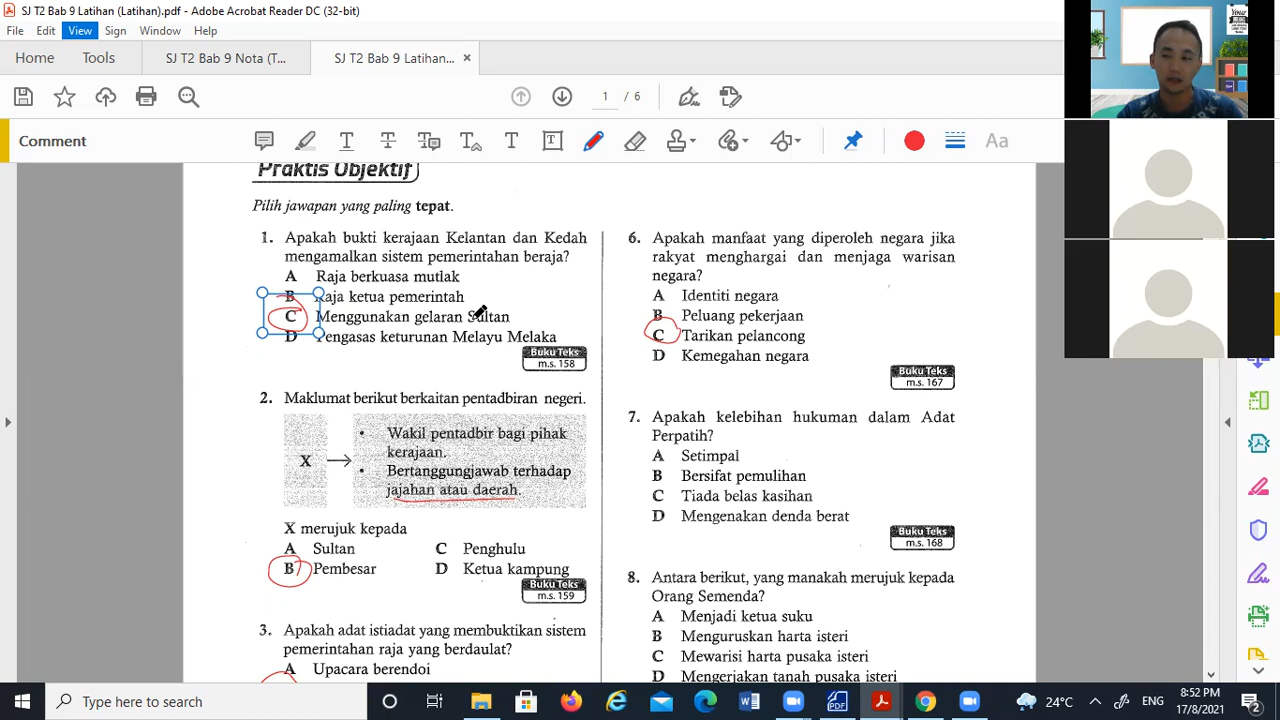 SJ T2 Bab 9 Latihan (Latihan).pdf - Adobe Acrobat Reader DC (32-bit)
File Edit View Sign Window Help
Home Tools SJ T2 Bab 9 Nota (T... SJ T2 Bab 9 Latihan... ×
1 / 6
Comment
Aa
Praktis Objektif
Pilih jawapan yang paling tepat.
1. Apakah bukti kerajaan Kelantan dan Kedah
mengamalkan sistem pemerintahan beraja?
A Raja berkuasa mutlak
B Raja ketua pemerintah
C Menggunakan gelaran Sultan
D Pengasas keturunan Melayu Melaka
Buku Teks
m.s. 158
2. Maklumat berikut berkaitan pentadbiran negeri.
X
• Wakil pentadbir bagi pihak
kerajaan.
• Bertanggungjawab terhadap
jajahan atau daerah.
X merujuk kepada
A Sultan C Penghulu
B Pembesar D Ketua kampung
Buku Teks
m.s. 159
3. Apakah adat istiadat yang membuktikan sistem
pemerintahan raja yang berdaulat?
A Upacara berendoi
6. Apakah manfaat yang diperoleh negara jika
rakyat menghargai dan menjaga warisan
negara?
A Identiti negara
B Peluang pekerjaan
C Tarikan pelancong
D Kemegahan negara
Buku Teks
m.s. 167
7. Apakah kelebihan hukuman dalam Adat
Perpatih?
A Setimpal
B Bersifat pemulihan
C Tiada belas kasihan
D Mengenakan denda berat
Buku Teks
m.s. 168
8. Antara berikut, yang manakah merujuk kepada
Orang Semenda?
A Menjadi ketua suku
B Menguruskan harta isteri
C Mewarisi harta pusaka isteri
D Mengerjakan tanah pusaka isteri
Type here to search
24°C
ENG
8:52 PM
17/8/2021
2